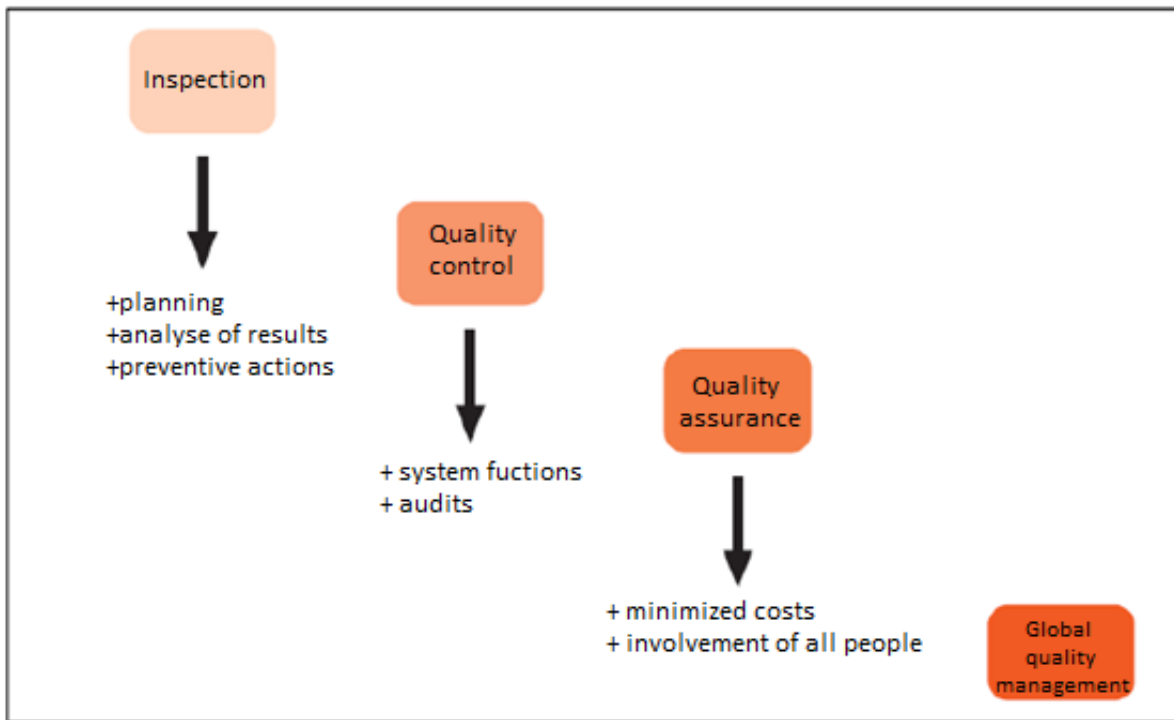 Inspection
+planning
+analyse of results
+preventive actions
Quality
control
+ system fuctions
+ audits
Quality
assurance
+ minimized costs
+ involvement of all people
Global
quality
management